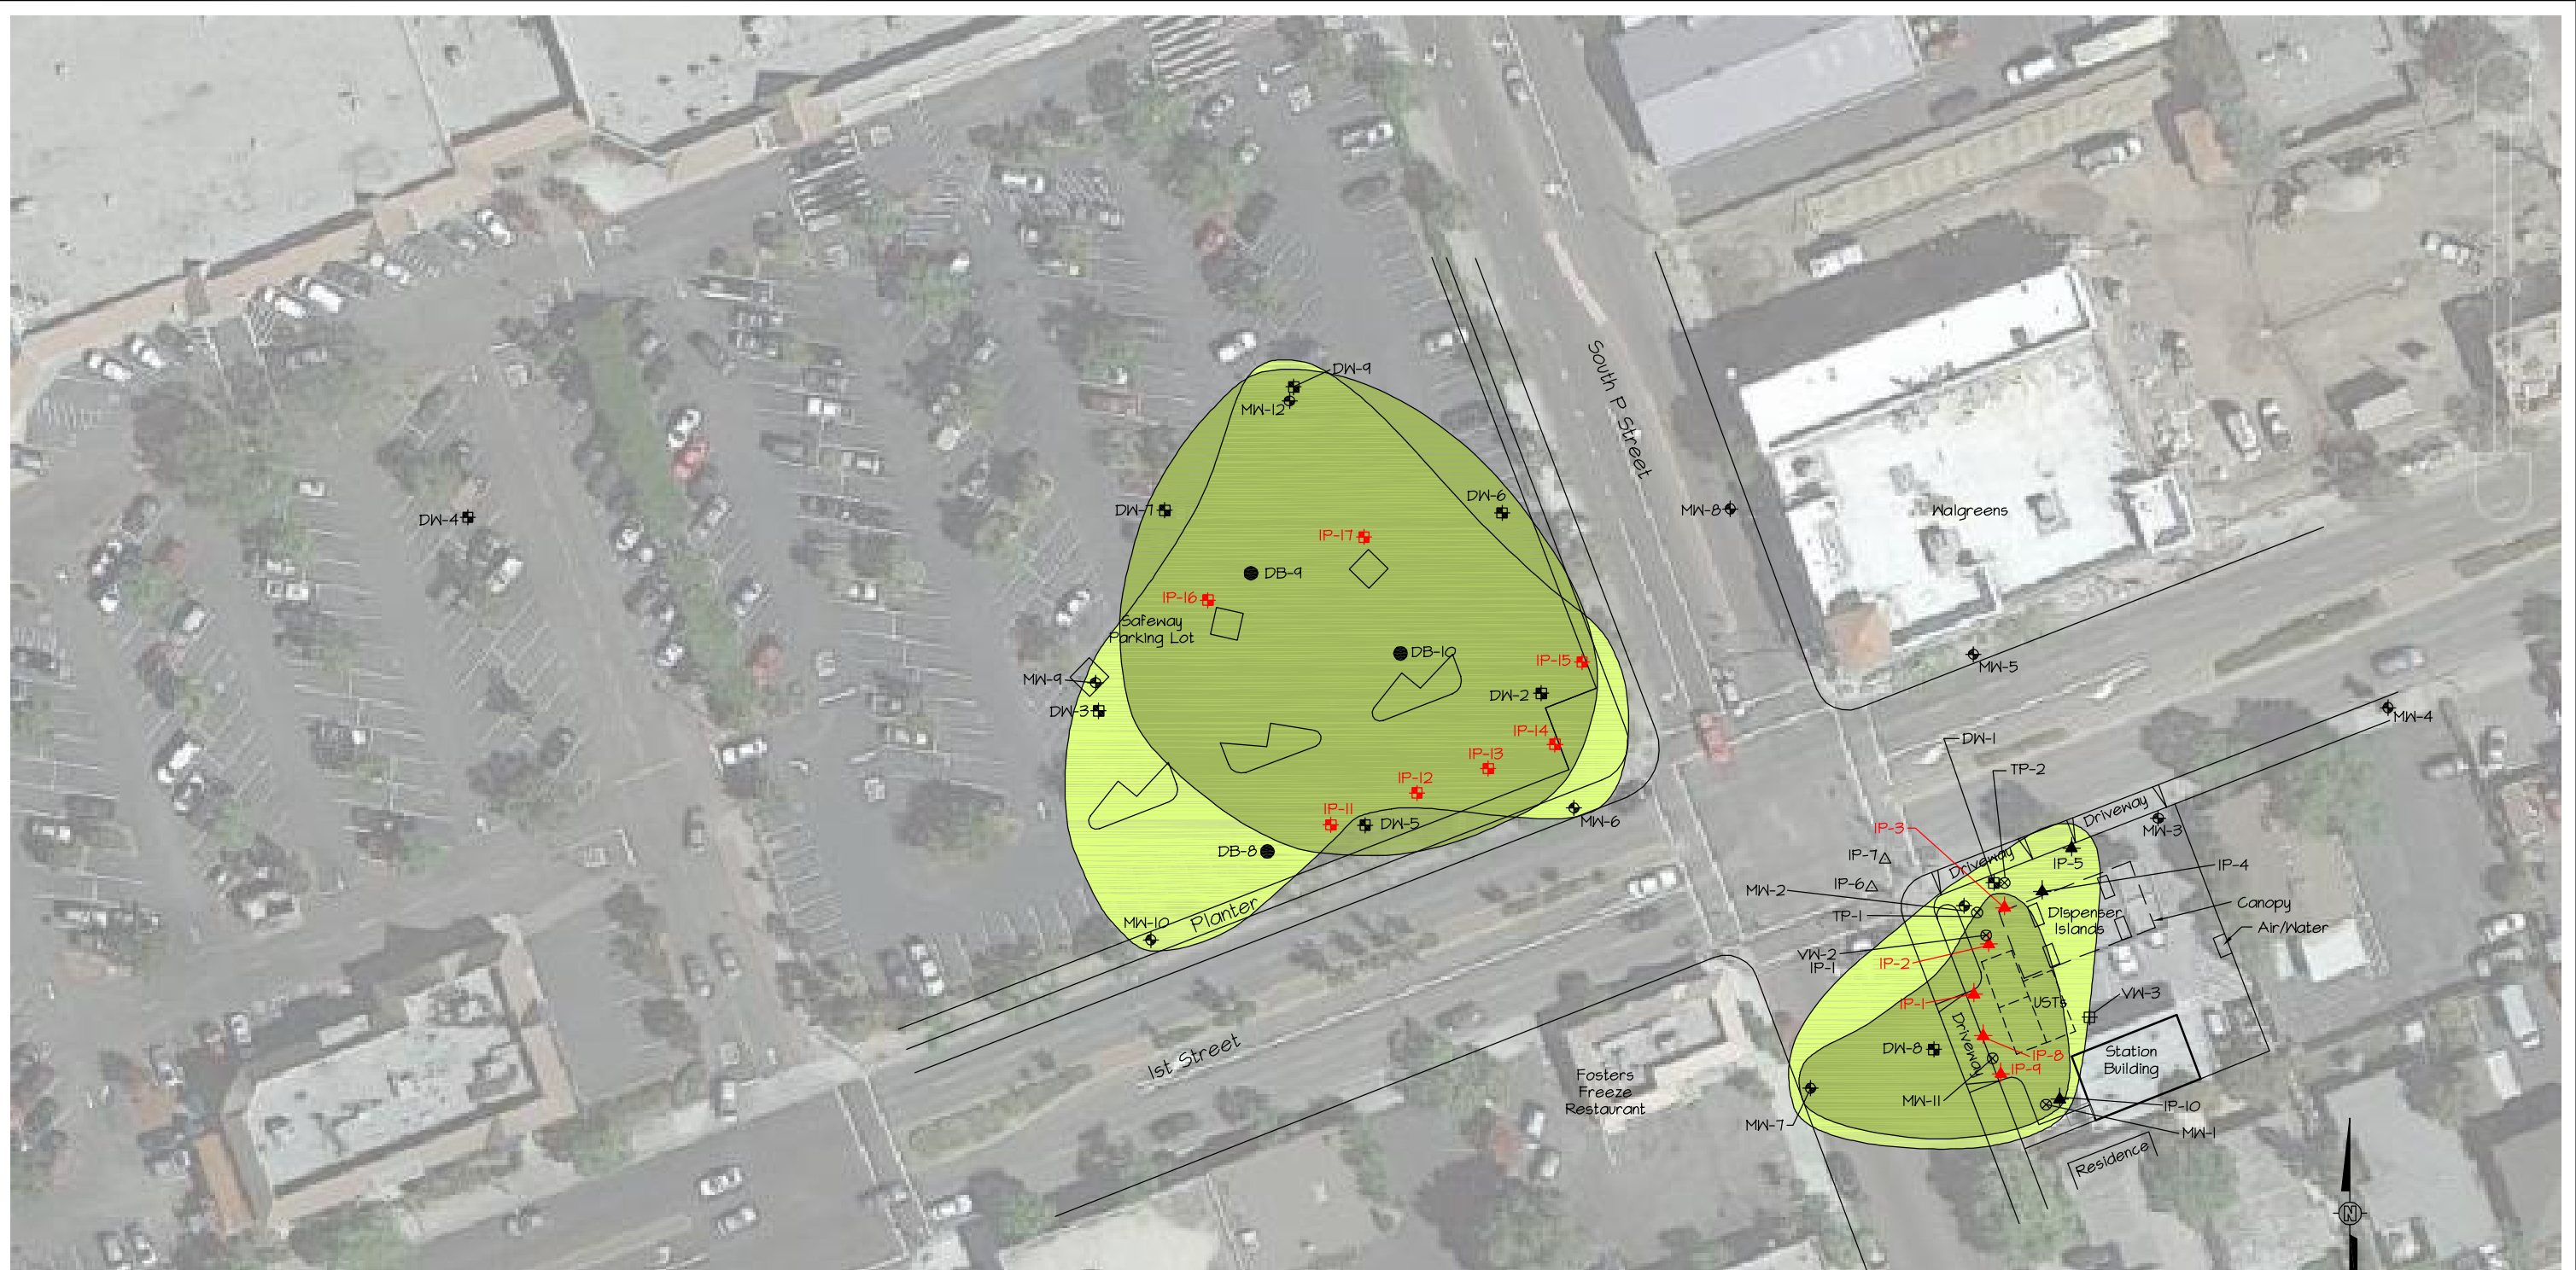 DW-9
MW-12
South P Street
DW-7
DW-6
MW-8
Walgreens
DW-4
IP-17
DB-9
IP-16
Safeway
Parking Lot
DB-10
IP-15
MW-9
DW-2
MW-5
DW-3
IP-14
MW-4
IP-13
DW-1
IP-12
TP-2
IP-11
DW-5
MW-6
Driveway
IP-3
MW-3
DB-8
IP-7
Driveway
IP-5
IP-4
IP-6
MW-2
Canopy
TP-1
Dispenser
Islands
MW-10
Planter
Air/Water
VW-2
IP-1
IP-2
VW-3
IP-1
USTs
Driveway
1st Street
DW-8
IP-8
Station
Building
IP-9
Fosters
Freeze
Restaurant
MW-11
IP-10
MW-7
MW-1
Residence
N